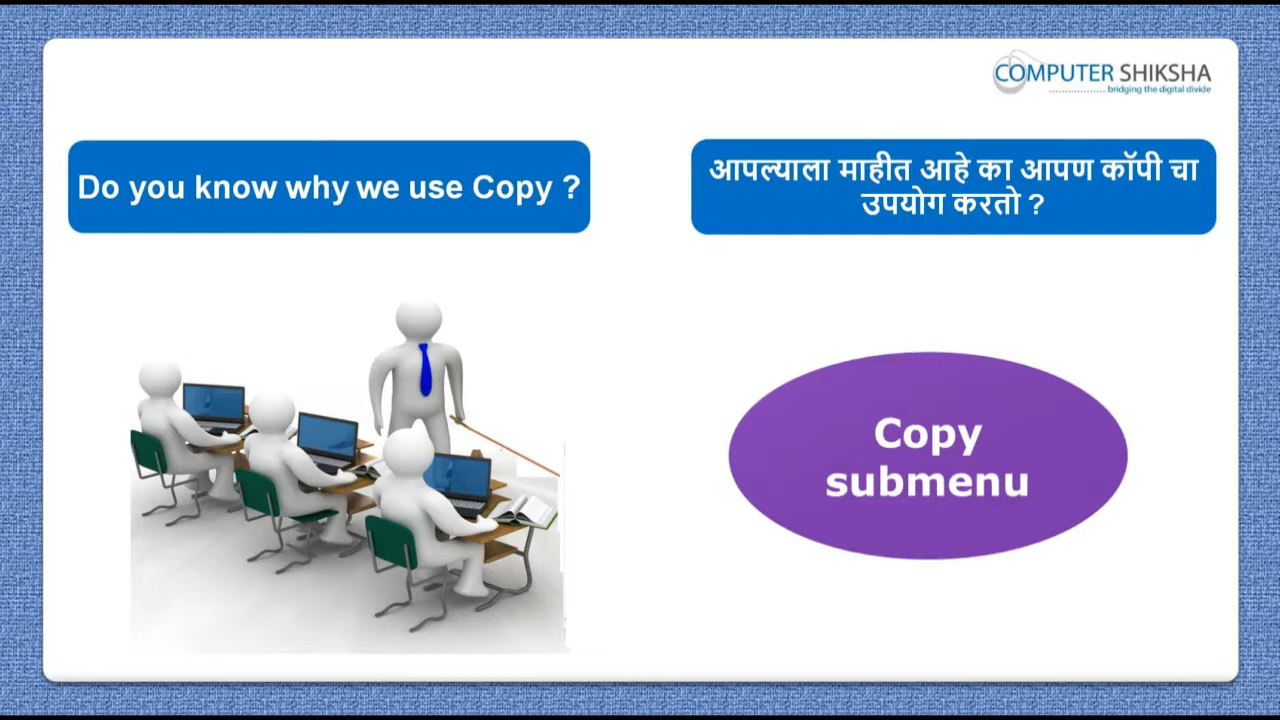 COMPUTER SHIKSHA
bridging the digital divide
Do you know why we use Copy ?
आपल्याला माहीत आहे का आपण कॉपी चा
उपयोग करतो ?
Copy
submenu